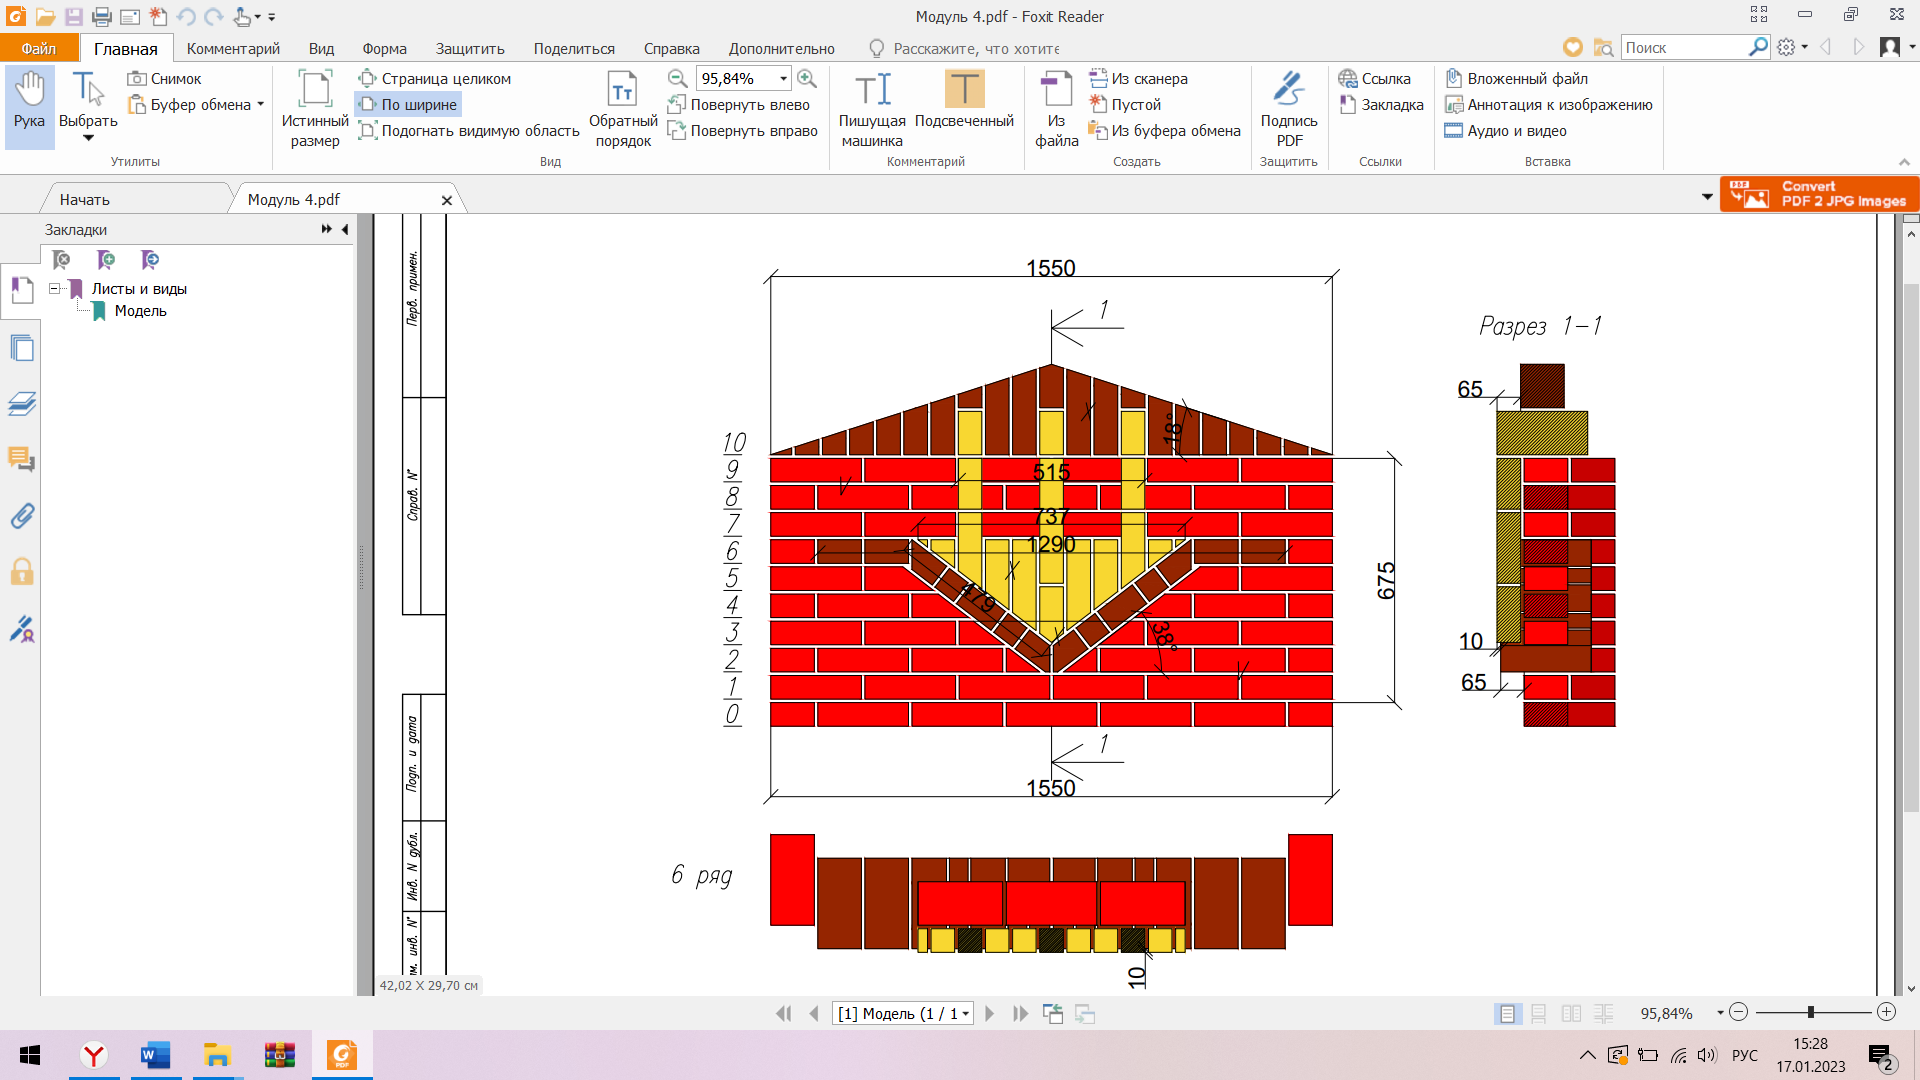 Модуль 4.pdf - Foxit Reader
Файл
Главная
Комментарий
Вид
Форма
Защитить
Поделиться
Справка
Дополнительно
Расскажите, что хотите
Поиск
Рука
Выбрать
Снимок
Буфер обмена
Утилиты
Истинный размер
Страница целиком
По ширине
Подогнать видимую область
Обратный порядок
95,84%
Повернуть влево
Повернуть вправо
Вид
Пишущая машинка
Подсвеченный
Комментарий
Из файла
Из сканера
Пустой
Из буфера обмена
Создать
Подпись PDF
Защитить
Ссылка
Закладка
Ссылки
Вложенный файл
Аннотация к изображению
Аудио и видео
Вставка
Начать
Модуль 4.pdf
PDF
Convert
PDF 2 JPG Images
Закладки
Листы и виды
Модель
Перв. примен.
Справ. N°
Подп. и дата
Инв. N дубл.
м. инв. N°
1550
1
Разрез 1-1
65
18°
10
9
8
7
6
5
4
3
2
1
0
515
737
1290
479
38°
675
10
65
1
1550
6 ряд
10
42,02 X 29,70 см
[1] Модель (1 / 1
95,84%
PDF
РУС
15:28
17.01.2023
2